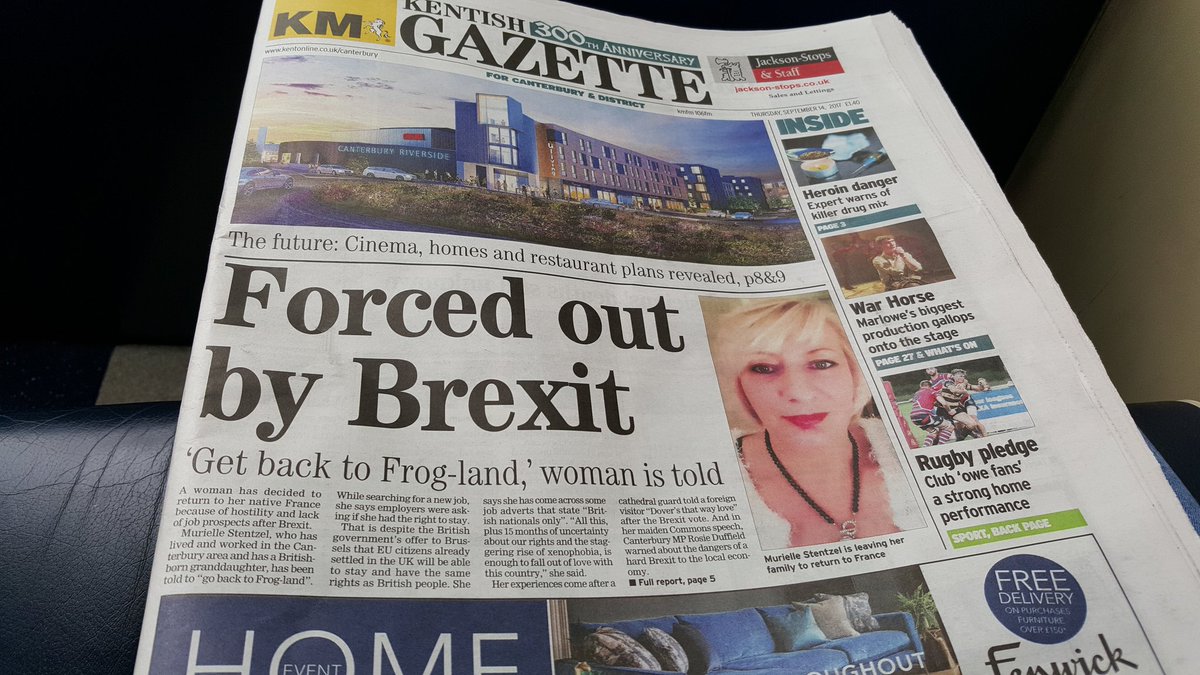 KM
KENTISH
GAZETTE
300TH ANNIVERSARY
www.kentonline.co.uk/canterbury
FOR CANTERBURY & DISTRICT
kmfm 106fm
Jackson-Stops
& Staff
jackson-stops.co.uk
Sales and Lettings
THURSDAY, SEPTEMBER 14, 2017 £1.40
CANTERBURY RIVERSIDE
The future: Cinema, homes and restaurant plans revealed, p8&9
Forced out
by Brexit
'Get back to Frog-land,' woman is told
A woman has decided to
return to her native France
because of hostility and lack
of job prospects after Brexit.
Murielle Stentzel, who has
lived and worked in the Can-
terbury area and has a British-
born granddaughter, has been
told to "go back to Frog-land".
While searching for a new job,
she says employers were ask-
ing if she had the right to stay.
That is despite the British
government's offer to Brus-
sels that EU citizens already
settled in the UK will be able
to stay and have the same
rights as British people. She
says she has come across some
job adverts that state "Brit-
ish nationals only". "All this,
plus 15 months of uncertainty
about our rights and the stag-
gering rise of xenophobia, is
enough to fall out of love with
this country," she said.
Her experiences come after a
cathedral guard told a foreign
visitor "Dover's that way love"
after the Brexit vote. And in
her maiden Commons speech,
Canterbury MP Rosie Duffield
warned about the dangers of a
hard Brexit to the local econ-
omy.
■ Full report, page 5
Murielle Stentzel is leaving her
family to return to France
INSIDE
Heroin danger
Expert warns of
killer drug mix
PAGE 3
War Horse
Marlowe's biggest
production gallops
onto the stage
PAGE 27 & WHAT'S ON
Rugby pledge
Club 'owe fans'
a strong home
performance
SPORT, BACK PAGE
HOME
EVENT
OUGHOUT
FREE
DELIVERY
ON PURCHASES
FURNITURE
OVER £150*
Fenwick